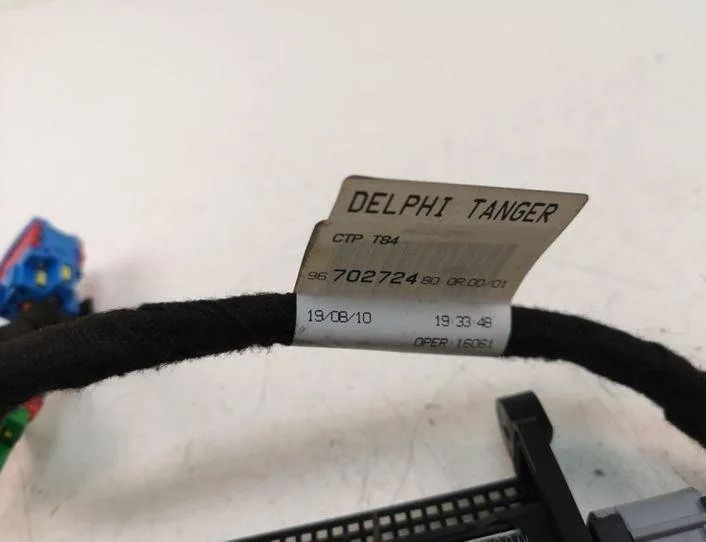 DELPHI TANGER
CTP T84
96 702724 80 OR:00/01
19/08/10 19:33:48
OPER:16061